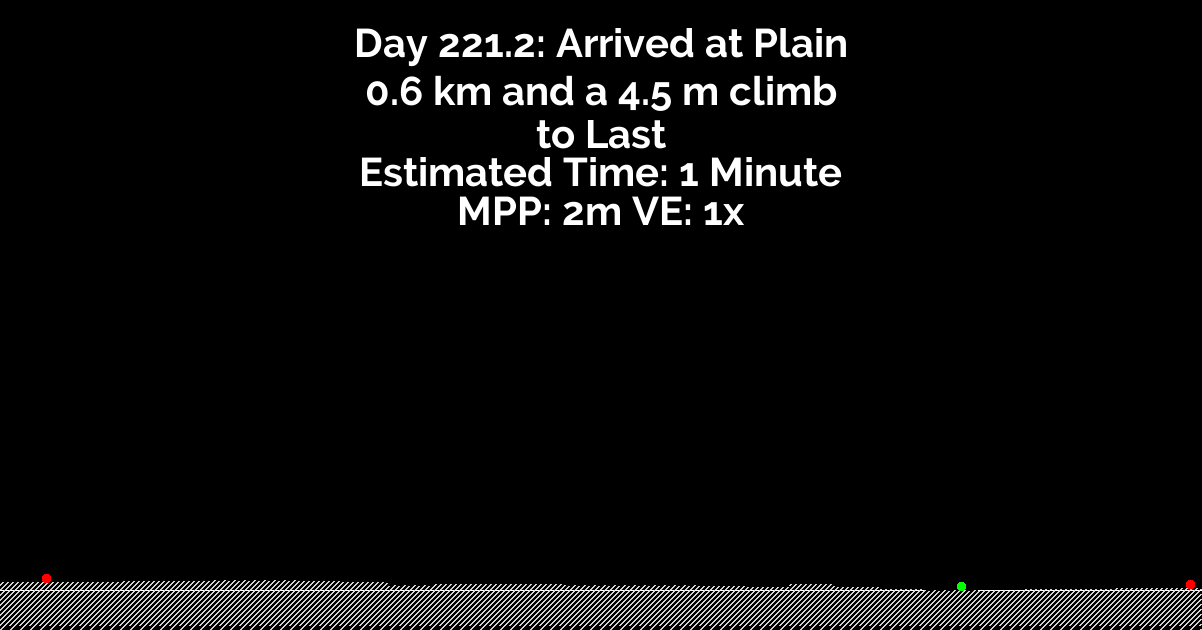 Day 221.2: Arrived at Plain
0.6 km and a 4.5 m climb
to Last
Estimated Time: 1 Minute
MPP: 2m VE: 1x